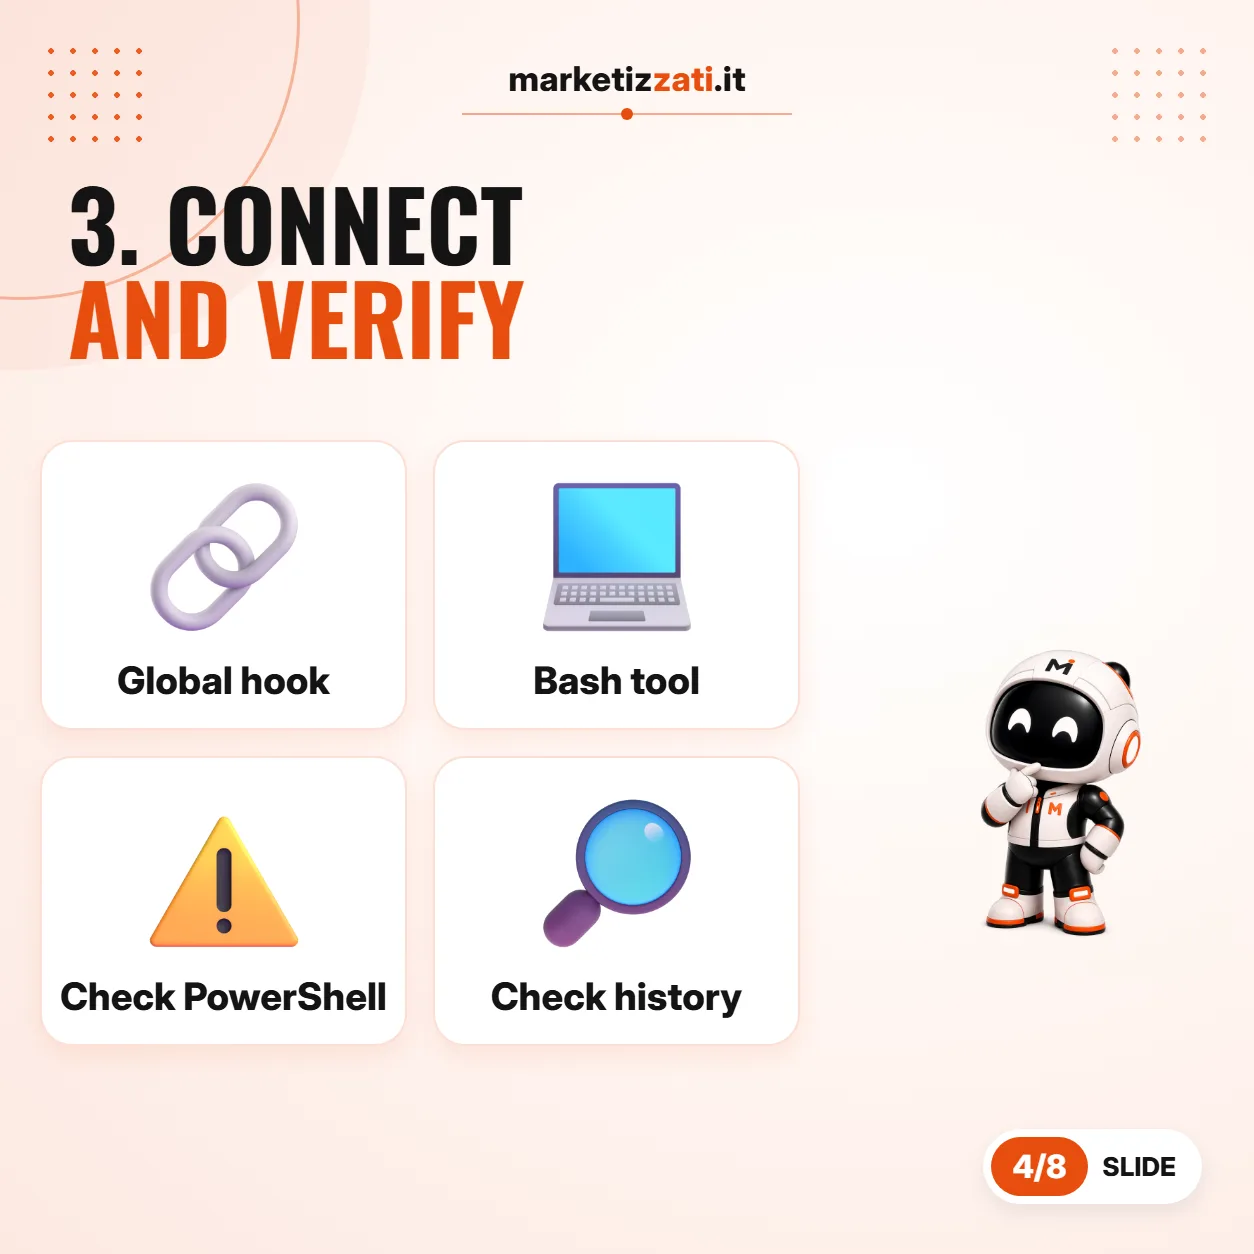 marketizzati.it
3. CONNECT
AND VERIFY
Global hook
Bash tool
Check PowerShell
Check history
M
M
4/8 SLIDE